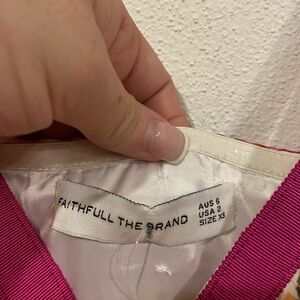 FAITHFULL THE BRAND
AUS 6
USA 2
SIZE XS